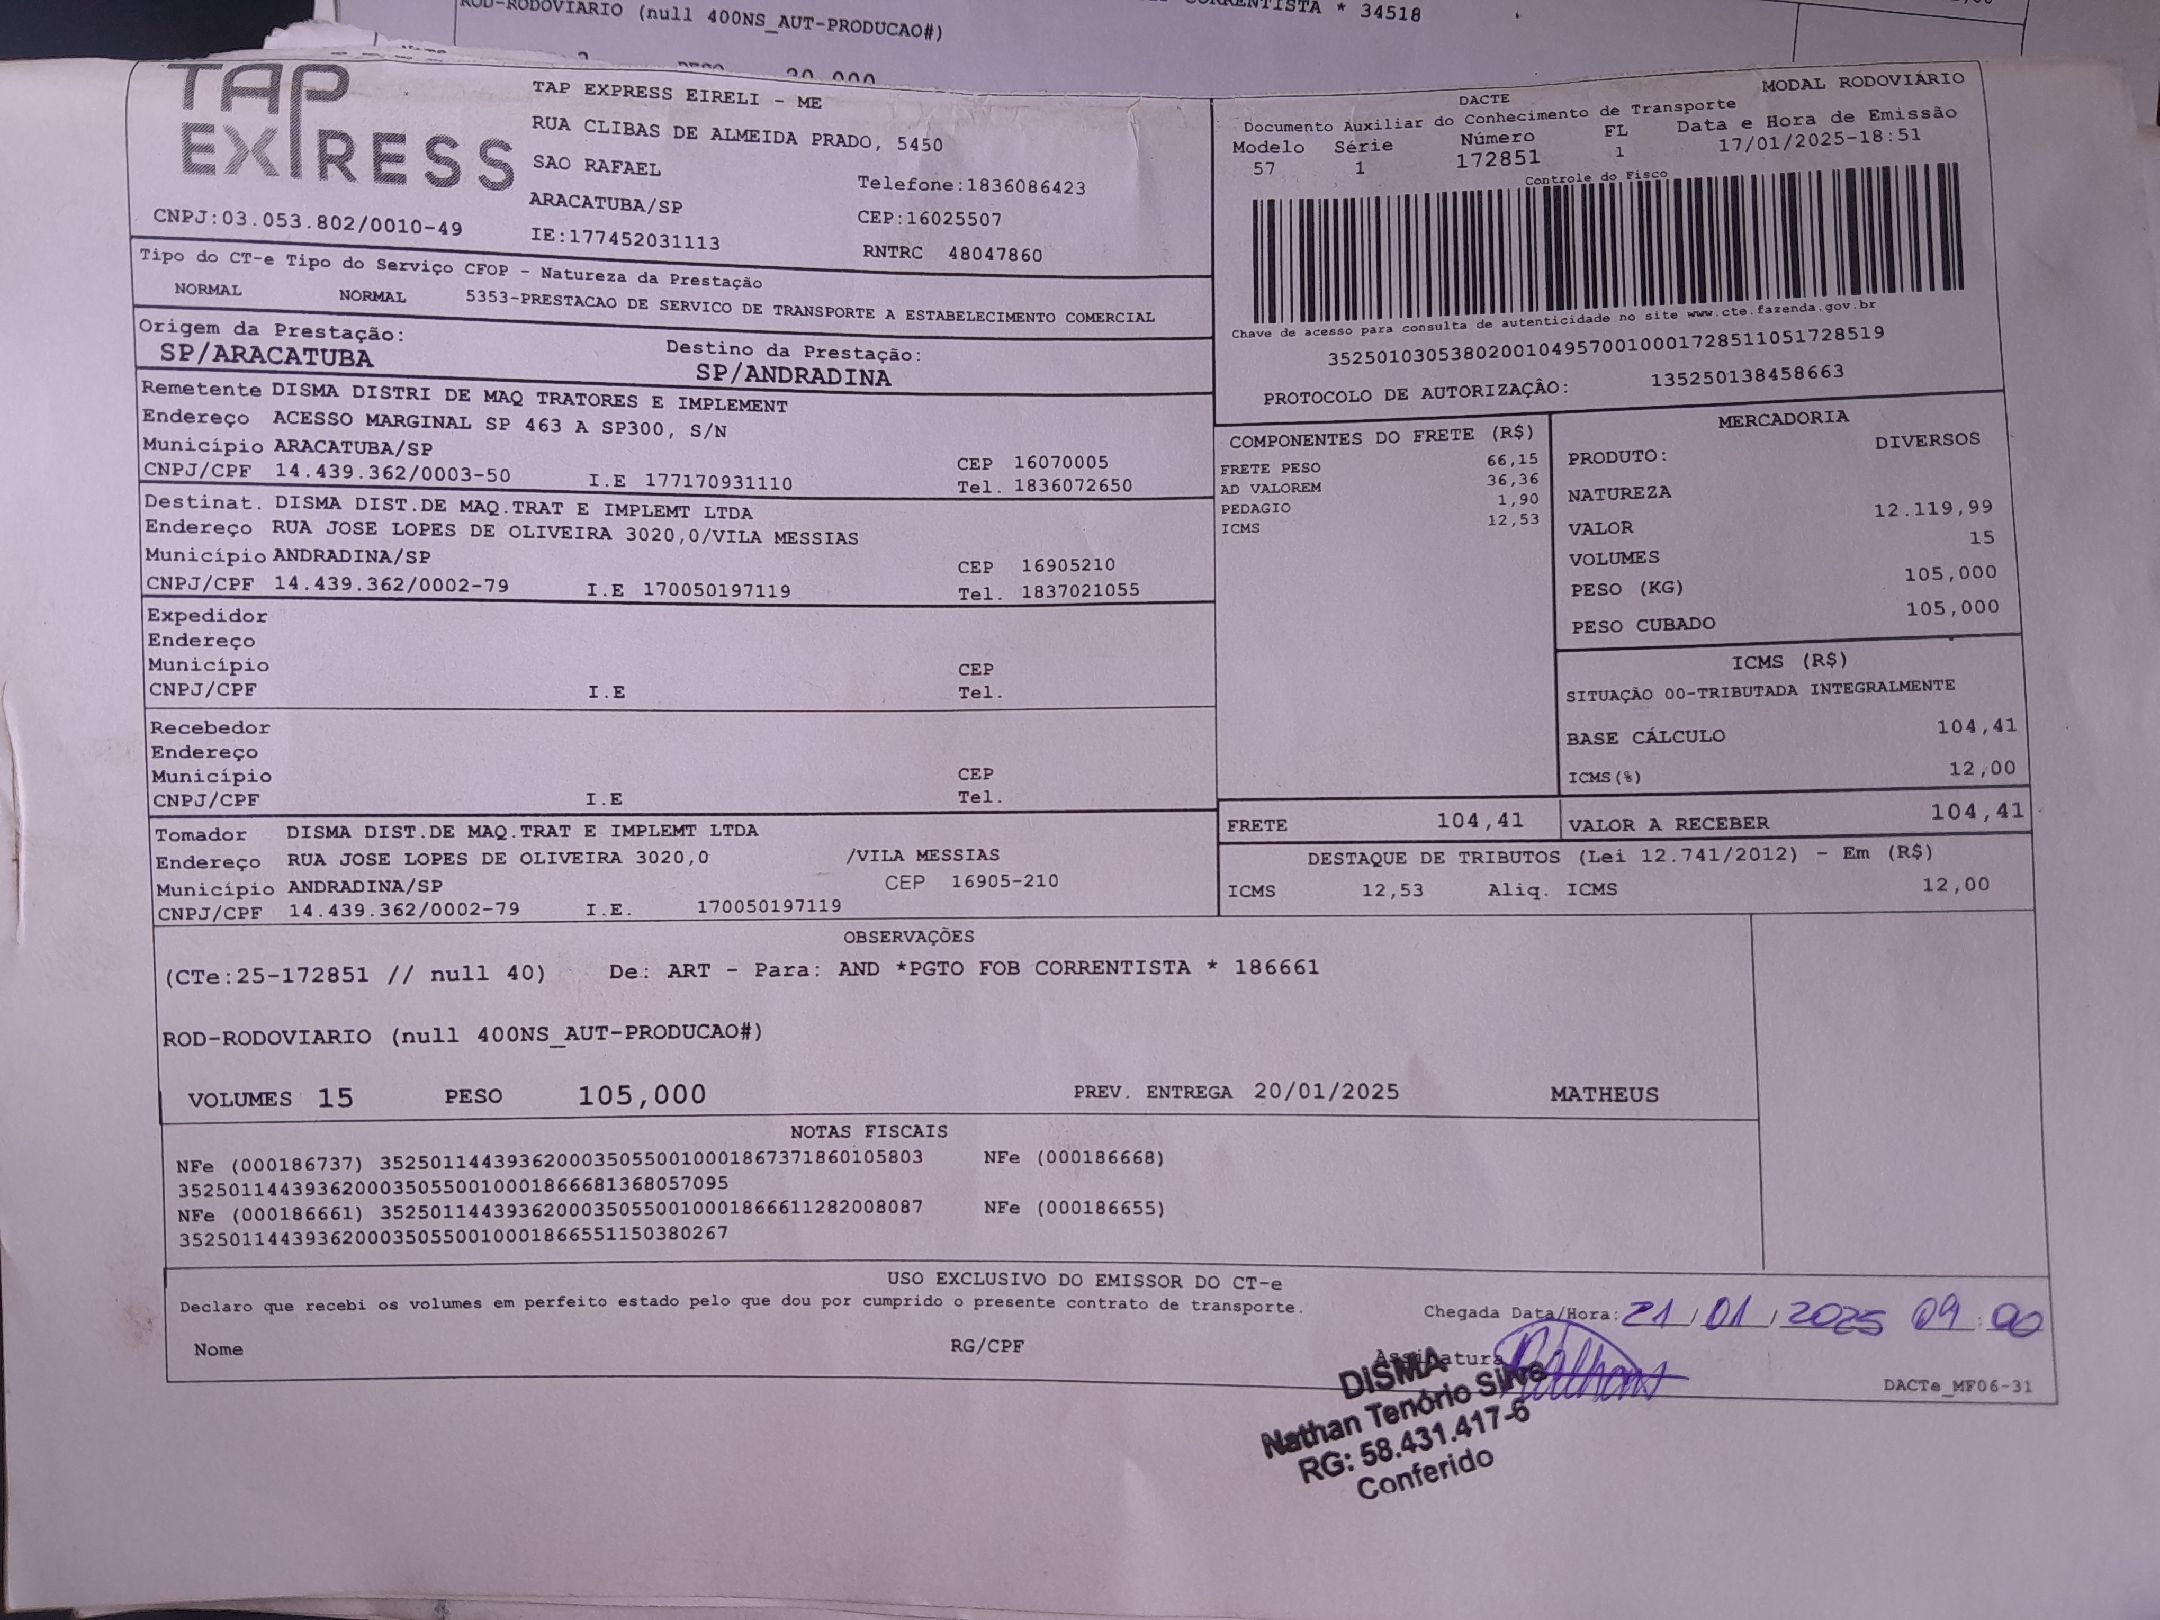 ROD-RODOVIARIO (null 400NS_AUT-PRODUCAO#)
CORRENTISTA * 34518
TAP EXPRESS
TAP EXPRESS EIRELI - ME
RUA CLIBAS DE ALMEIDA PRADO, 5450
SAO RAFAEL
Telefone:1836086423
ARACATUBA/SP
CEP:16025507
CNPJ:03.053.802/0010-49
IE:177452031113
RNTRC 48047860
MODAL RODOVIÁRIO
DACTE
Documento Auxiliar do Conhecimento de Transporte
Modelo Série Número FL Data e Hora de Emissão
57 1 172851 1 17/01/2025-18:51
Controle do Fisco
Chave de acesso para consulta de autenticidade no site www.cte.fazenda.gov.br
35250103053802001049570010001728511051728519
PROTOCOLO DE AUTORIZAÇÂO: 135250138458663
Tipo do CT-e Tipo do Serviço CFOP - Natureza da Prestação
NORMAL NORMAL 5353-PRESTACAO DE SERVICO DE TRANSPORTE A ESTABELECIMENTO COMERCIAL
Origem da Prestação: Destino da Prestação:
SP/ARACATUBA SP/ANDRADINA
Remetente DISMA DISTRI DE MAQ TRATORES E IMPLEMENT
Endereço ACESSO MARGINAL SP 463 A SP300, S/N
Município ARACATUBA/SP CEP 16070005
CNPJ/CPF 14.439.362/0003-50 I.E 177170931110 Tel. 1836072650
Destinat. DISMA DIST.DE MAQ.TRAT E IMPLEMT LTDA
Endereço RUA JOSE LOPES DE OLIVEIRA 3020,0/VILA MESSIAS
Município ANDRADINA/SP CEP 16905210
CNPJ/CPF 14.439.362/0002-79 I.E 170050197119 Tel. 1837021055
Expedidor
Endereço
Município CEP
CNPJ/CPF I.E Tel.
Recebedor
Endereço
Município CEP
CNPJ/CPF I.E Tel.
Tomador DISMA DIST.DE MAQ.TRAT E IMPLEMT LTDA
Endereço RUA JOSE LOPES DE OLIVEIRA 3020,0 /VILA MESSIAS
Município ANDRADINA/SP CEP 16905-210
CNPJ/CPF 14.439.362/0002-79 I.E. 170050197119
COMPONENTES DO FRETE (R$)
FRETE PESO 66,15
AD VALOREM 36,36
PEDAGIO 1,90
ICMS 12,53
MERCADORIA
PRODUTO: DIVERSOS
NATUREZA
VALOR 12.119,99
VOLUMES 15
PESO (KG) 105,000
PESO CUBADO 105,000
ICMS (R$)
SITUAÇÃO 00-TRIBUTADA INTEGRALMENTE
BASE CÁLCULO 104,41
ICMS(%) 12,00
FRETE 104,41 VALOR A RECEBER 104,41
DESTAQUE DE TRIBUTOS (Lei 12.741/2012) - Em (R$)
ICMS 12,53 Aliq. ICMS 12,00
OBSERVAÇÕES
(CTe:25-172851 // null 40) De: ART - Para: AND *PGTO FOB CORRENTISTA * 186661
ROD-RODOVIARIO (null 400NS_AUT-PRODUCAO#)
VOLUMES 15 PESO 105,000 PREV. ENTREGA 20/01/2025 MATHEUS
NOTAS FISCAIS
NFe (000186737) 35250114439362000350550010001867371860105803 NFe (000186668)
35250114439362000350550010001866681368057095
NFe (000186661) 35250114439362000350550010001866611282008087 NFe (000186655)
35250114439362000350550010001866551150380267
USO EXCLUSIVO DO EMISSOR DO CT-e
Declaro que recebi os volumes em perfeito estado pelo que dou por cumprido o presente contrato de transporte.
Chegada Data/Hora: 21/01/2025 09:00
Nome RG/CPF Assinatura
DACTe_MF06-31
DISMA
Nathan Tenório Silva
RG: 58.431.417-6
Conferido